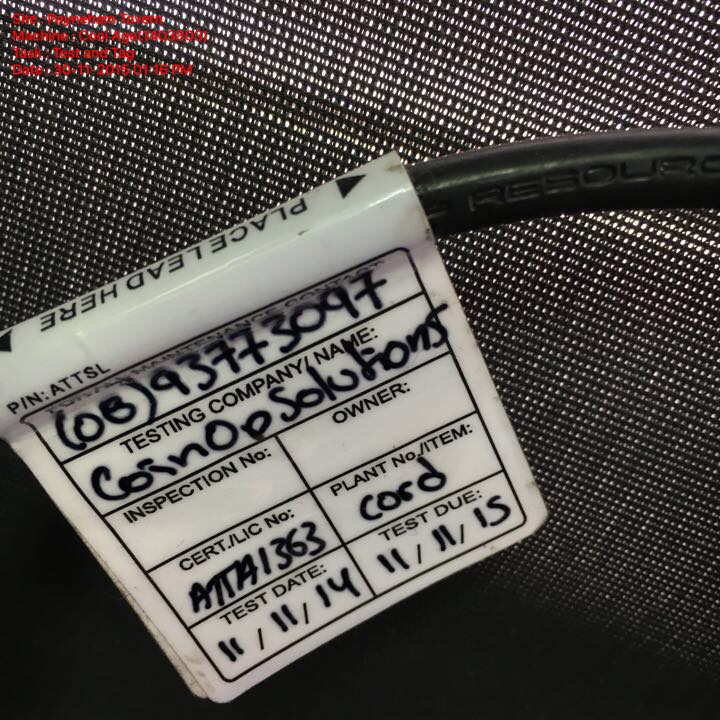 Site : Payneham Tavern
Machine : Cool Age(1403803)
Task : Test and Tag
Date : 30-11-2015 01:16 PM
RESOURC
PLACE LEAD HERE
P/N: ATTSL
(08) 93773097
TESTING COMPANY/ NAME:
CoinOpSolutions
INSPECTION No:
OWNER:
CERT./LIC No:
ATTA1363
PLANT No./ITEM:
cord
TEST DATE:
11/11/14
TEST DUE:
11/11/15